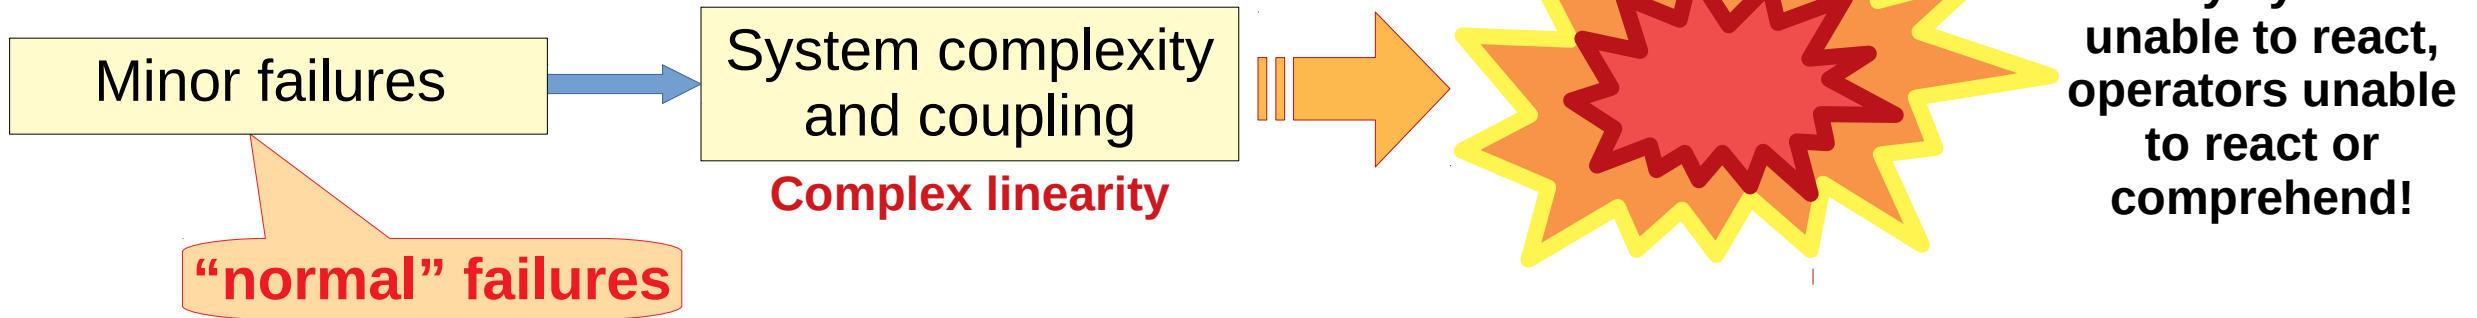 Minor failures
System complexity
and coupling
Complex linearity
“normal” failures
unable to react,
operators unable
to react or
comprehend!